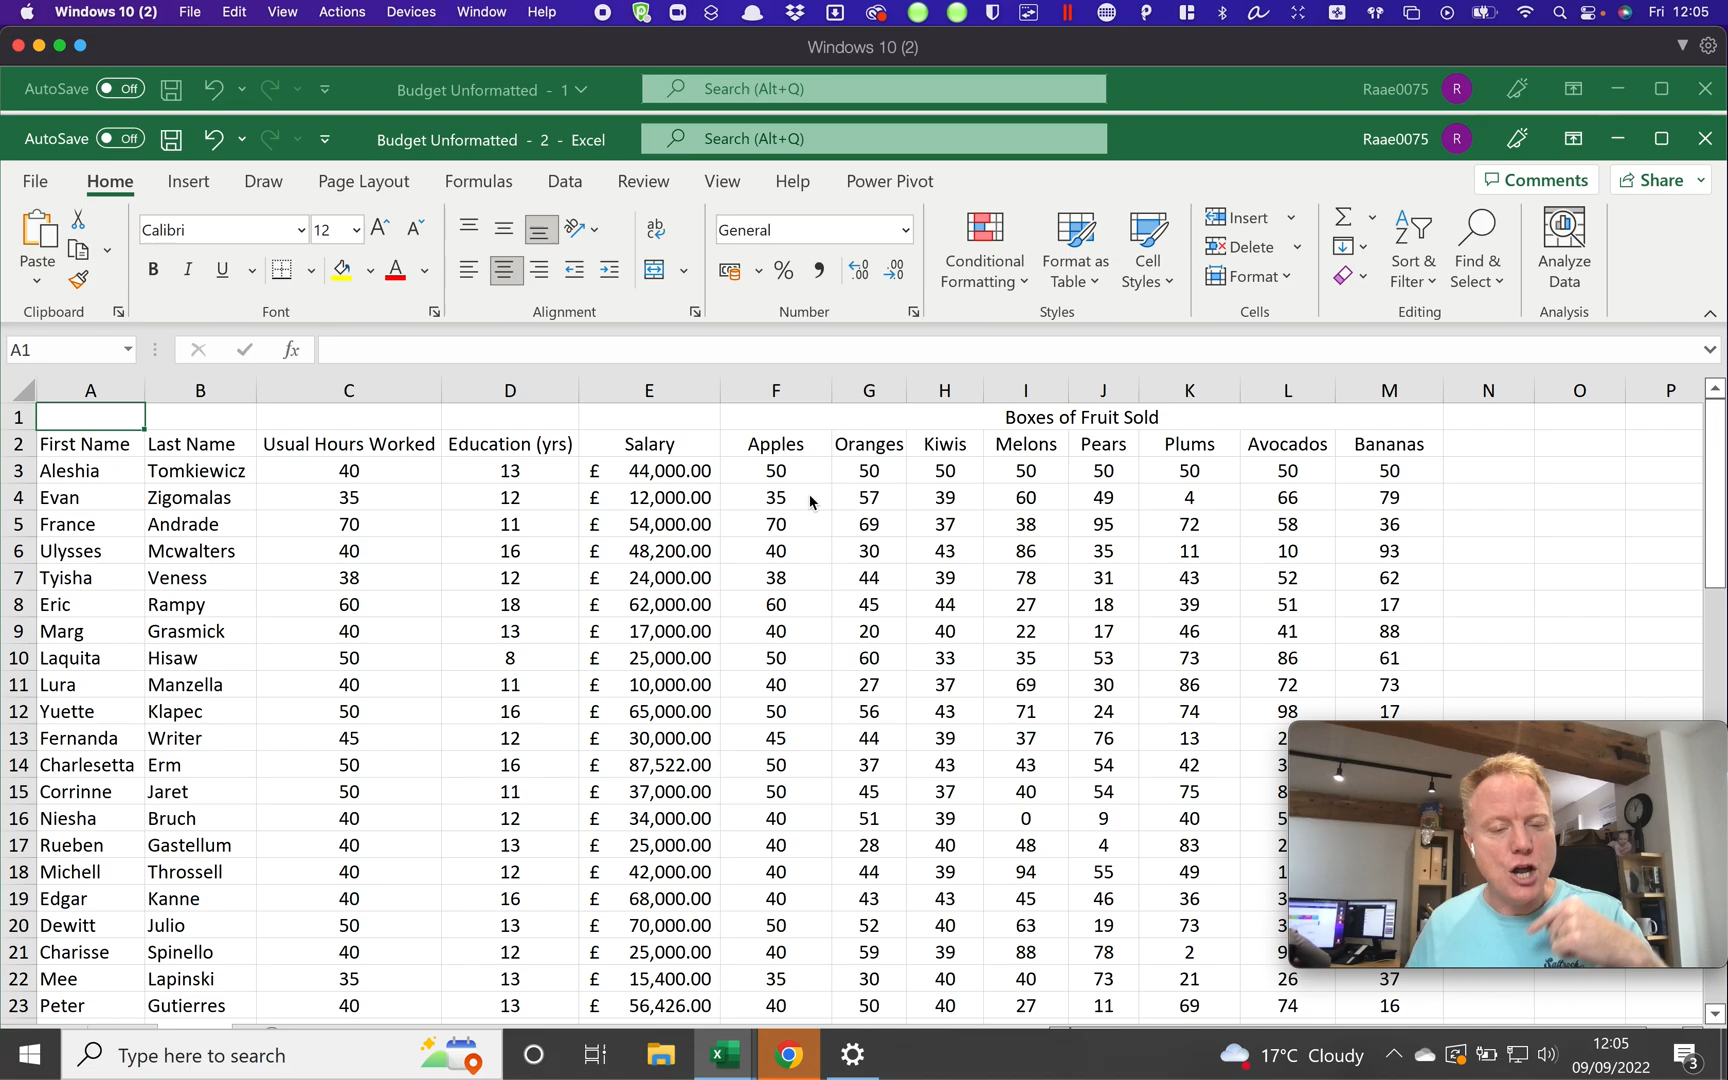 Windows 10 (2) File Edit View Actions Devices Window Help Fri 12:05
Windows 10 (2)
AutoSave Off Budget Unformatted - 1 Search (Alt+Q) Raae0075 R
AutoSave Off Budget Unformatted - 2 - Excel Search (Alt+Q) Raae0075 R
File Home Insert Draw Page Layout Formulas Data Review View Help Power Pivot Comments Share
Paste Calibri 12 General Conditional Formatting Format as Table Cell Styles Insert Delete Format Sort & Filter Find & Select Analyze Data
Clipboard Font Alignment Number Styles Cells Editing Analysis
A1 fx
A B C D E F G H I J K L M N O P
1 Boxes of Fruit Sold
2 First Name Last Name Usual Hours Worked Education (yrs) Salary Apples Oranges Kiwis Melons Pears Plums Avocados Bananas
3 Aleshia Tomkiewicz 40 13 £ 44,000.00 50 50 50 50 50 50 50 50
4 Evan Zigomalas 35 12 £ 12,000.00 35 57 39 60 49 4 66 79
5 France Andrade 70 11 £ 54,000.00 70 69 37 38 95 72 58 36
6 Ulysses Mcwalters 40 16 £ 48,200.00 40 30 43 86 35 11 10 93
7 Tyisha Veness 38 12 £ 24,000.00 38 44 39 78 31 43 52 62
8 Eric Rampy 60 18 £ 62,000.00 60 45 44 27 18 39 51 17
9 Marg Grasmick 40 13 £ 17,000.00 40 20 40 22 17 46 41 88
10 Laquita Hisaw 50 8 £ 25,000.00 50 60 33 35 53 73 86 61
11 Lura Manzella 40 11 £ 10,000.00 40 27 37 69 30 86 72 73
12 Yuette Klapec 50 16 £ 65,000.00 50 56 43 71 24 74 98 17
13 Fernanda Writer 45 12 £ 30,000.00 45 44 39 37 76 13
14 Charlesetta Erm 50 16 £ 87,522.00 50 37 43 43 54 42
15 Corrinne Jaret 50 11 £ 37,000.00 50 45 37 40 54 75
16 Niesha Bruch 40 12 £ 34,000.00 40 51 39 0 9 40
17 Rueben Gastellum 40 13 £ 25,000.00 40 28 40 48 4 83
18 Michell Throssell 40 12 £ 42,000.00 40 44 39 94 55 49
19 Edgar Kanne 40 16 £ 68,000.00 40 43 43 45 46 36
20 Dewitt Julio 50 13 £ 70,000.00 50 52 40 63 19 73
21 Charisse Spinello 40 12 £ 25,000.00 40 59 39 88 78 2
22 Mee Lapinski 35 13 £ 15,400.00 35 30 40 40 73 21 26 37
23 Peter Gutierres 40 13 £ 56,426.00 40 50 40 27 11 69 74 16
Type here to search 17°C Cloudy 12:05
09/09/2022 3